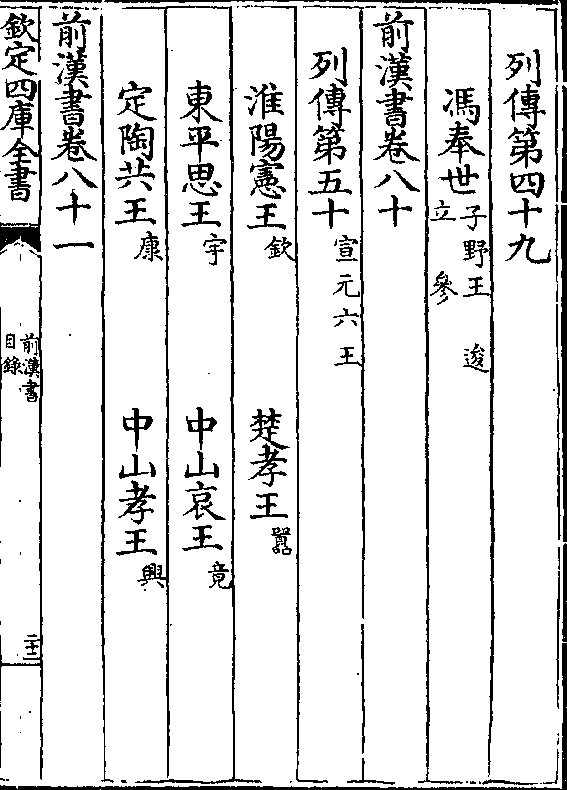 列傳第四十九
馮奉世子野王 逡 立 參
前漢書卷八十
列傳第五十宣元六王
淮陽憲王欽 楚孝王囂
東平思王宇 中山哀王竟
定陶共王康 中山孝王興
前漢書卷八十一
欽定四庫全書 前漢書目錄 二十二